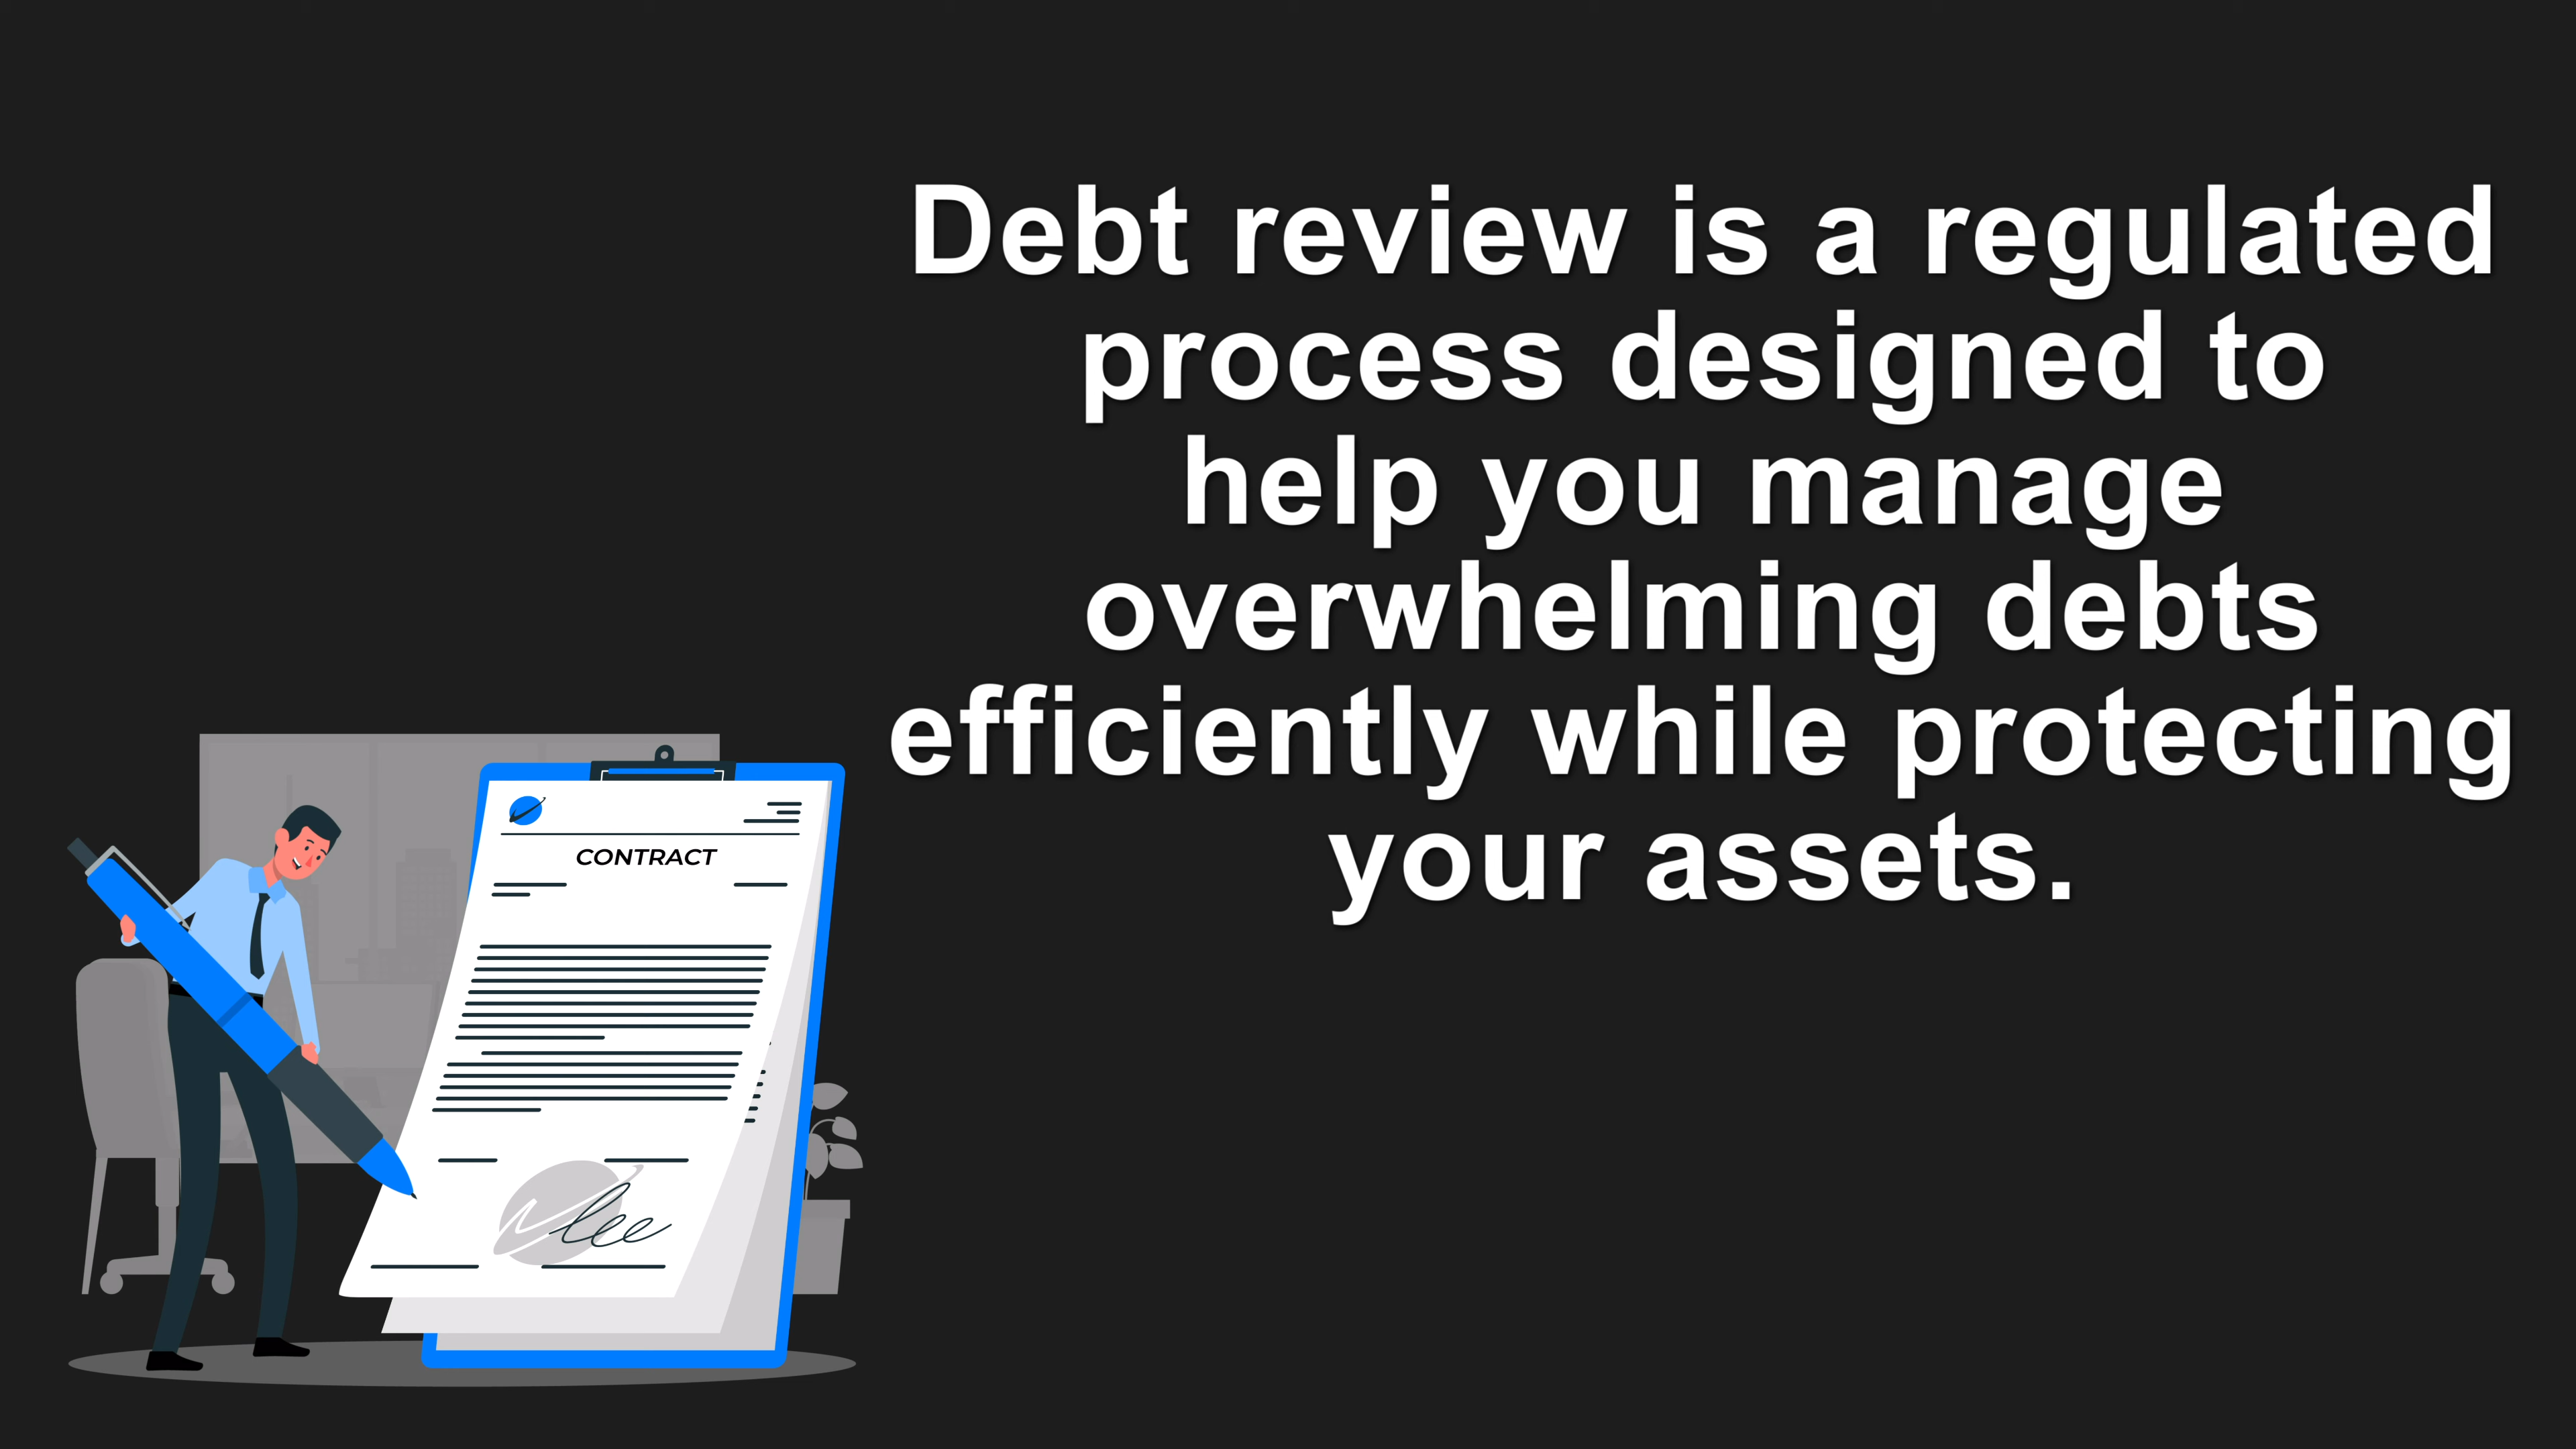 Debt review is a regulated
process designed to
help you manage
overwhelming debts
efficiently while protecting
your assets.
CONTRACT